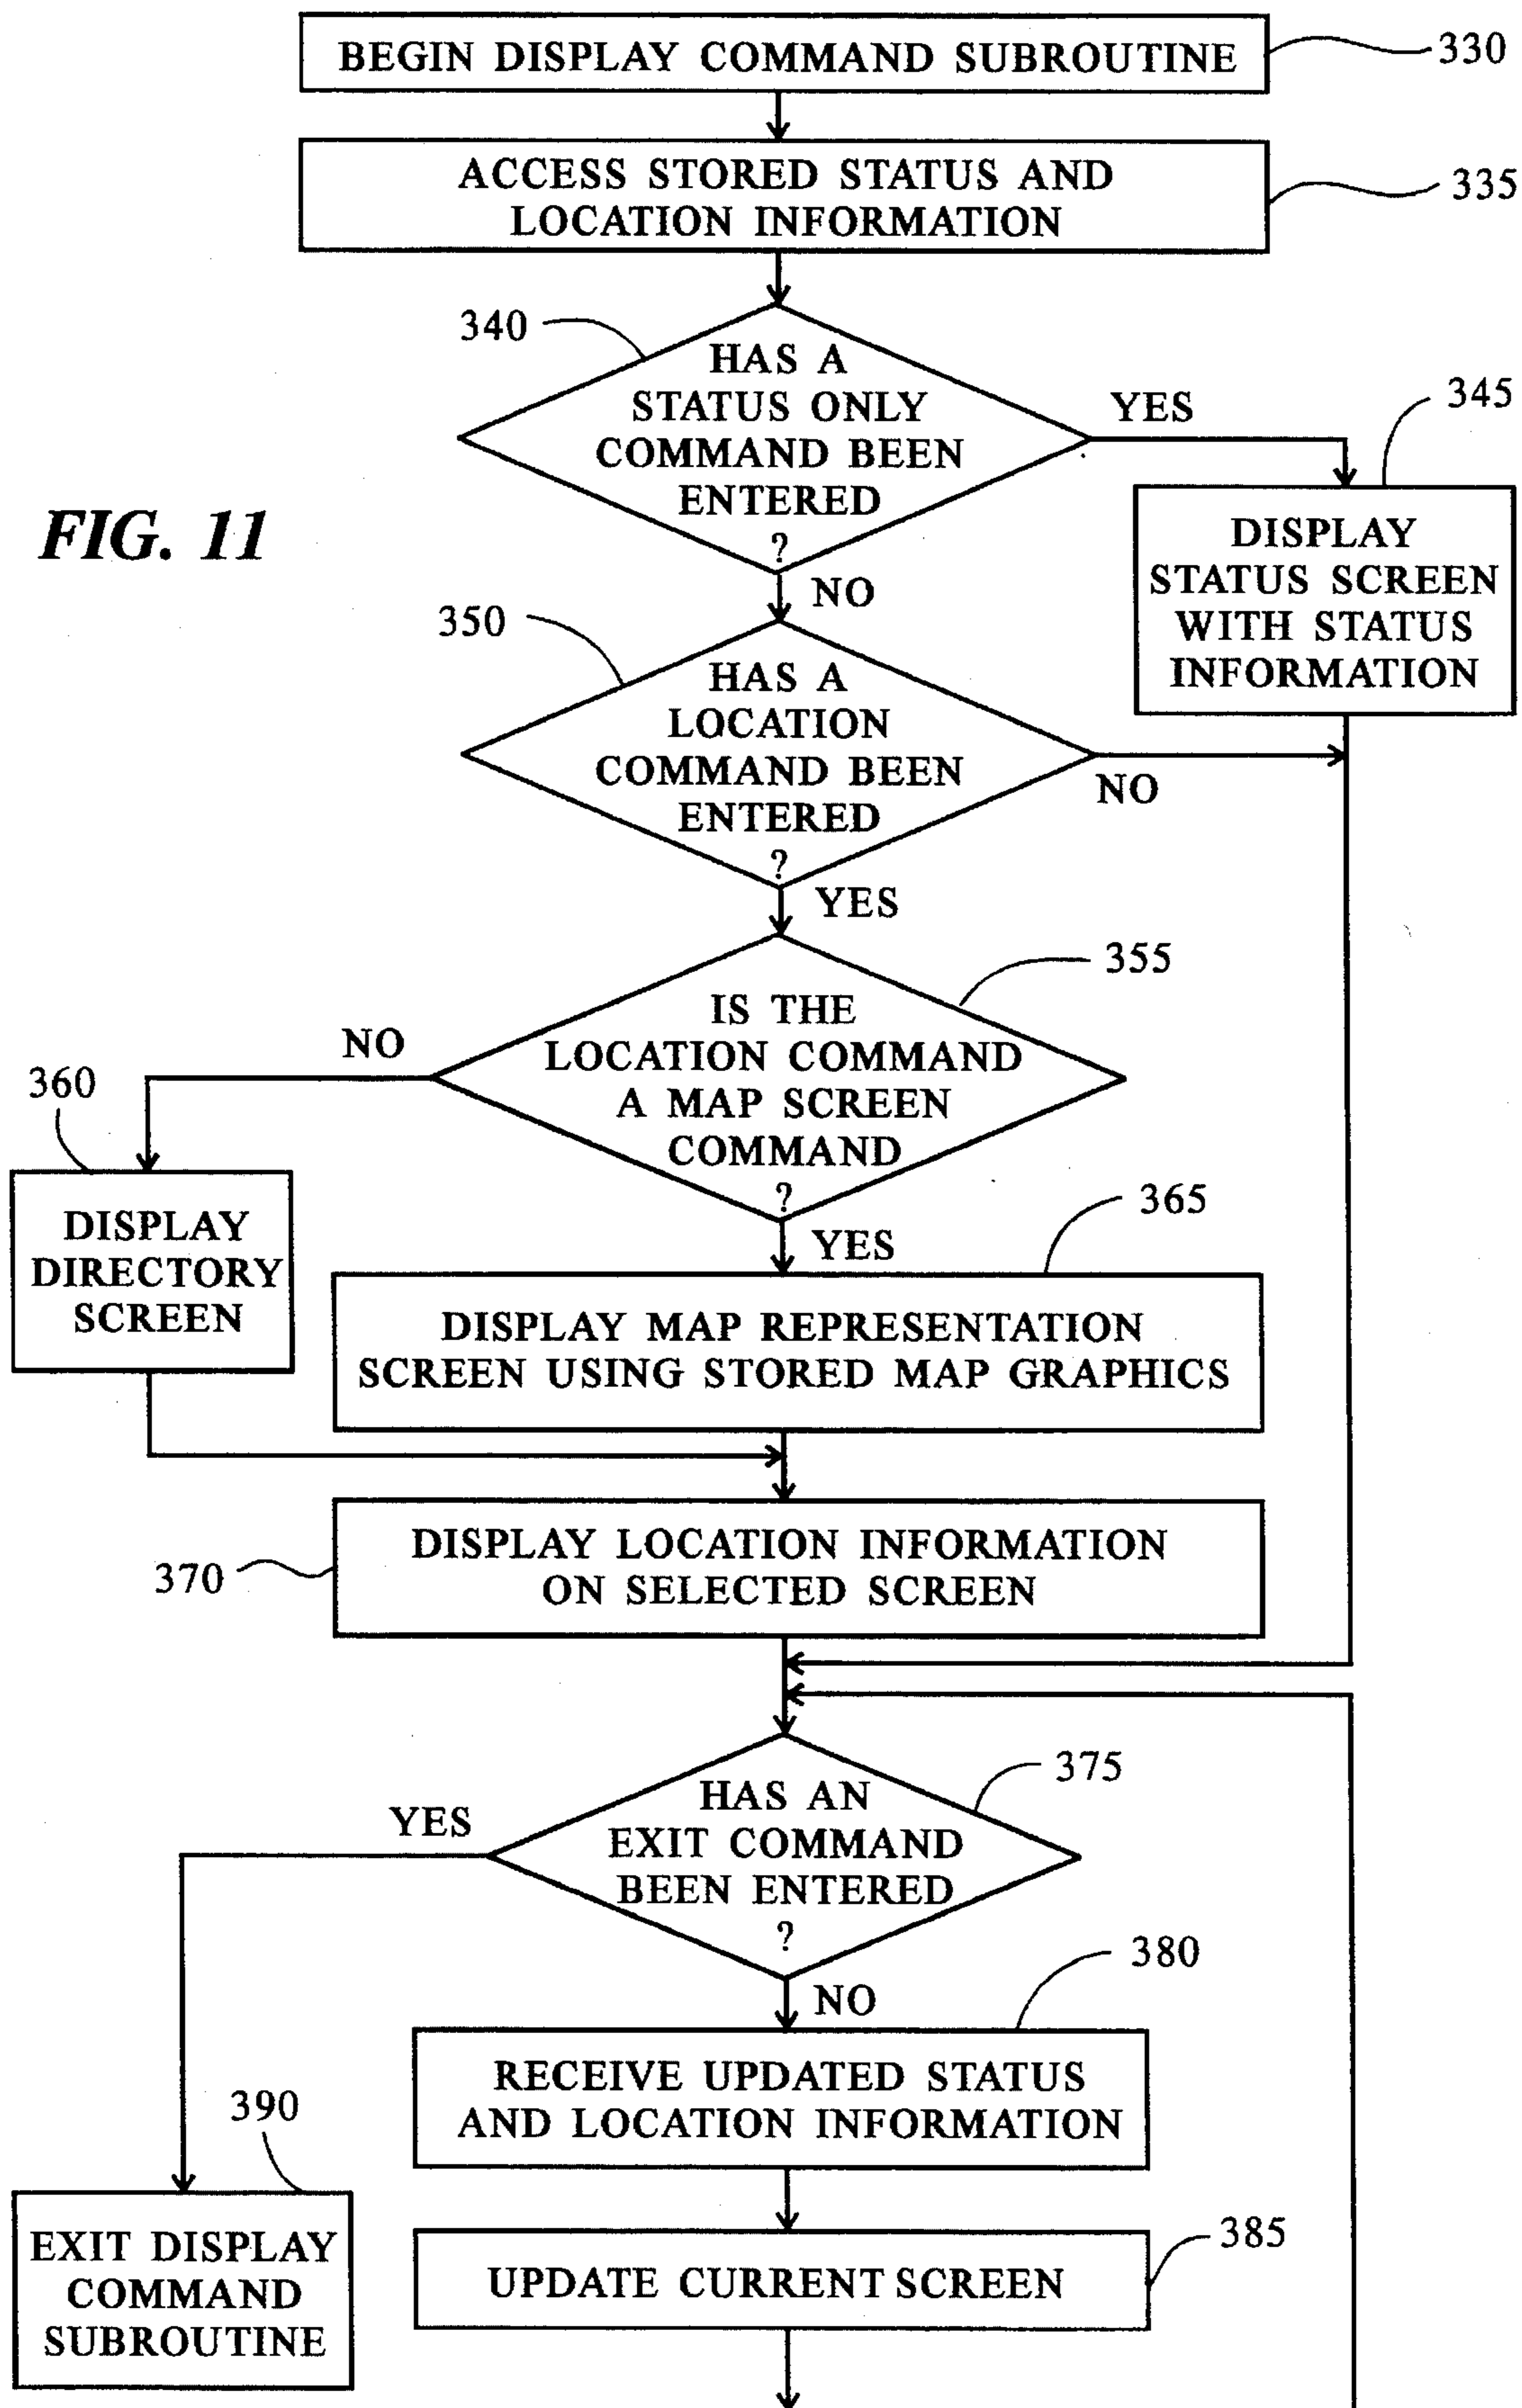 BEGIN DISPLAY COMMAND SUBROUTINE
330
ACCESS STORED STATUS AND
LOCATION INFORMATION
335
340
HAS A
STATUS ONLY
COMMAND BEEN
ENTERED
?
YES
345
DISPLAY
STATUS SCREEN
WITH STATUS
INFORMATION
FIG. 11
NO
350
HAS A
LOCATION
COMMAND BEEN
ENTERED
?
NO
YES
355
IS THE
LOCATION COMMAND
A MAP SCREEN
COMMAND
?
NO
360
DISPLAY
DIRECTORY
SCREEN
YES
365
DISPLAY MAP REPRESENTATION
SCREEN USING STORED MAP GRAPHICS
370
DISPLAY LOCATION INFORMATION
ON SELECTED SCREEN
375
HAS AN
EXIT COMMAND
BEEN ENTERED
?
YES
NO
380
RECEIVE UPDATED STATUS
AND LOCATION INFORMATION
390
EXIT DISPLAY
COMMAND
SUBROUTINE
385
UPDATE CURRENT SCREEN